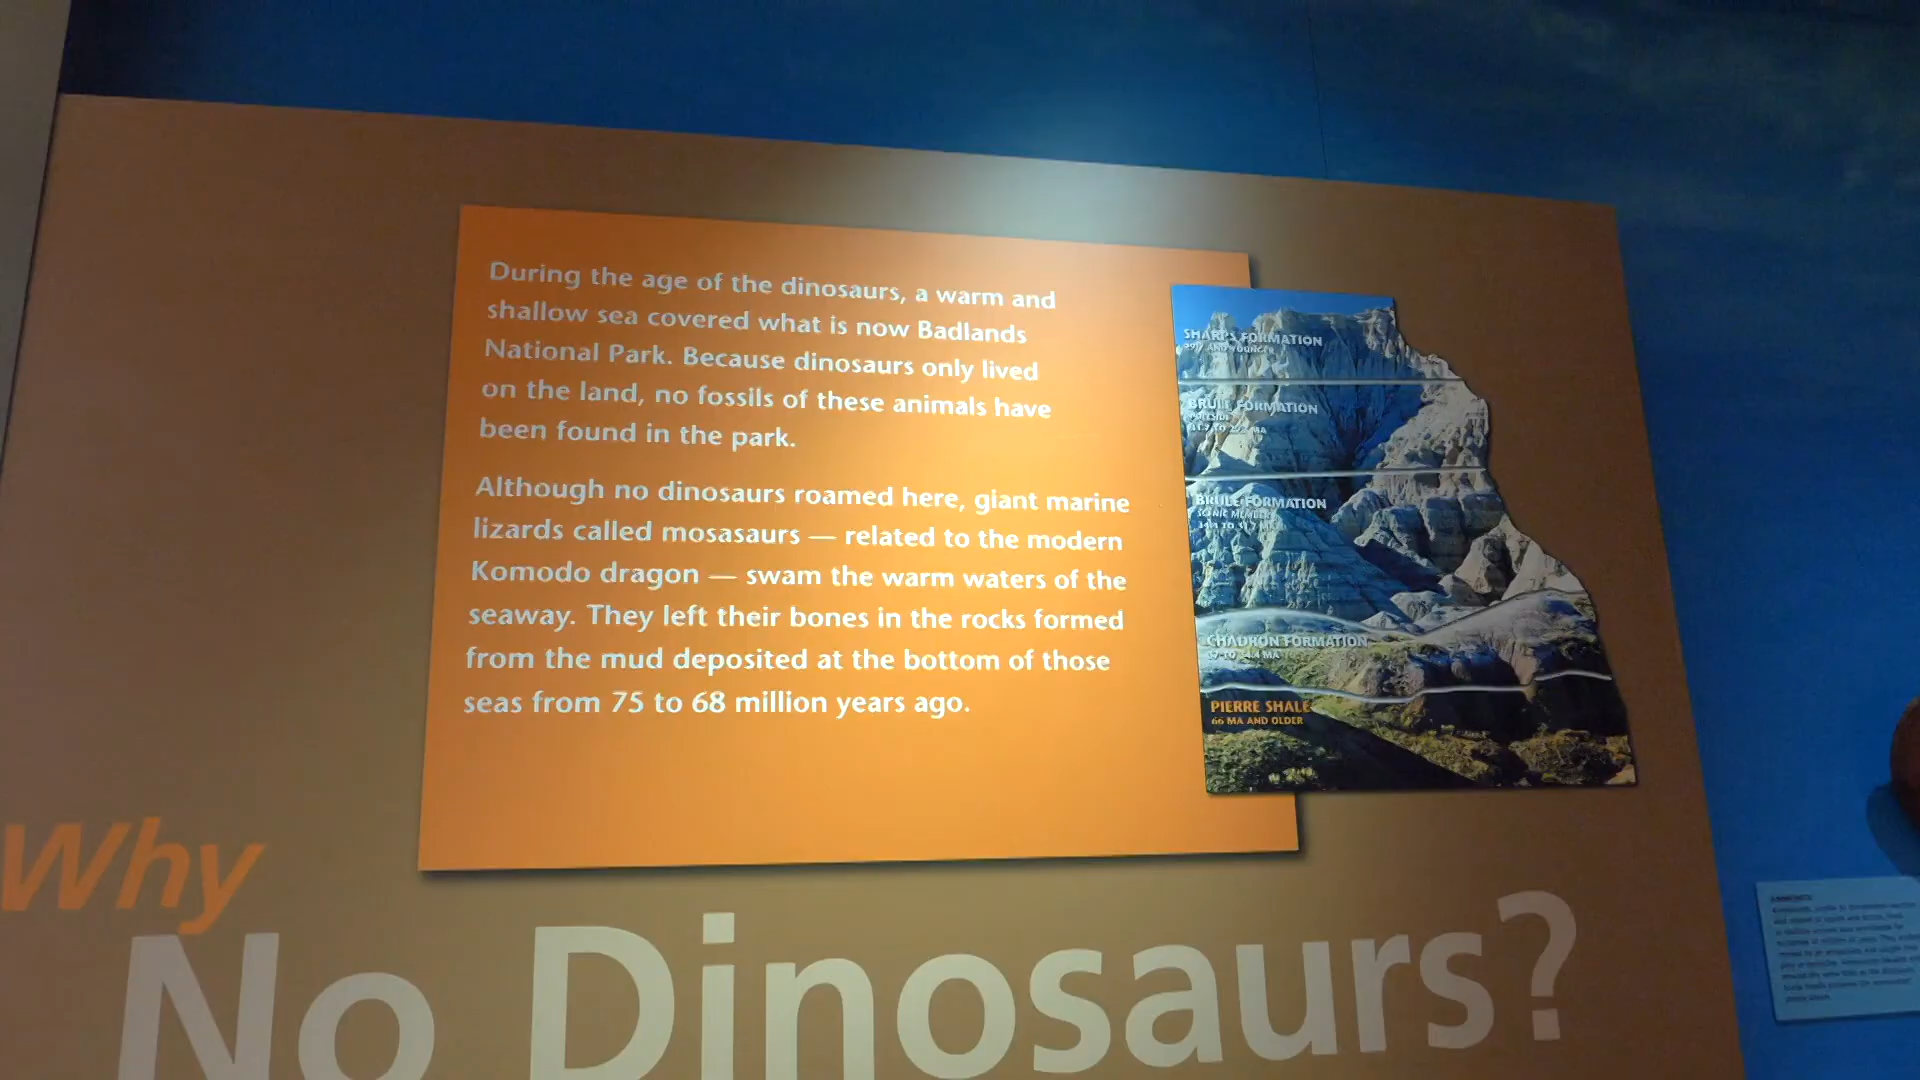 During the age of the dinosaurs, a warm and
shallow sea covered what is now Badlands
National Park. Because dinosaurs only lived
on the land, no fossils of these animals have
been found in the park.
Although no dinosaurs roamed here, giant marine
lizards called mosasaurs — related to the modern
Komodo dragon — swam the warm waters of the
seaway. They left their bones in the rocks formed
from the mud deposited at the bottom of those
seas from 75 to 68 million years ago.
SHARPS FORMATION
AND YOUNGER
BRULE FORMATION
BRULE FORMATION
SCENIC MEMBER
CHADRON FORMATION
PIERRE SHALE
66 MA AND OLDER
Why
No Dinosaurs?